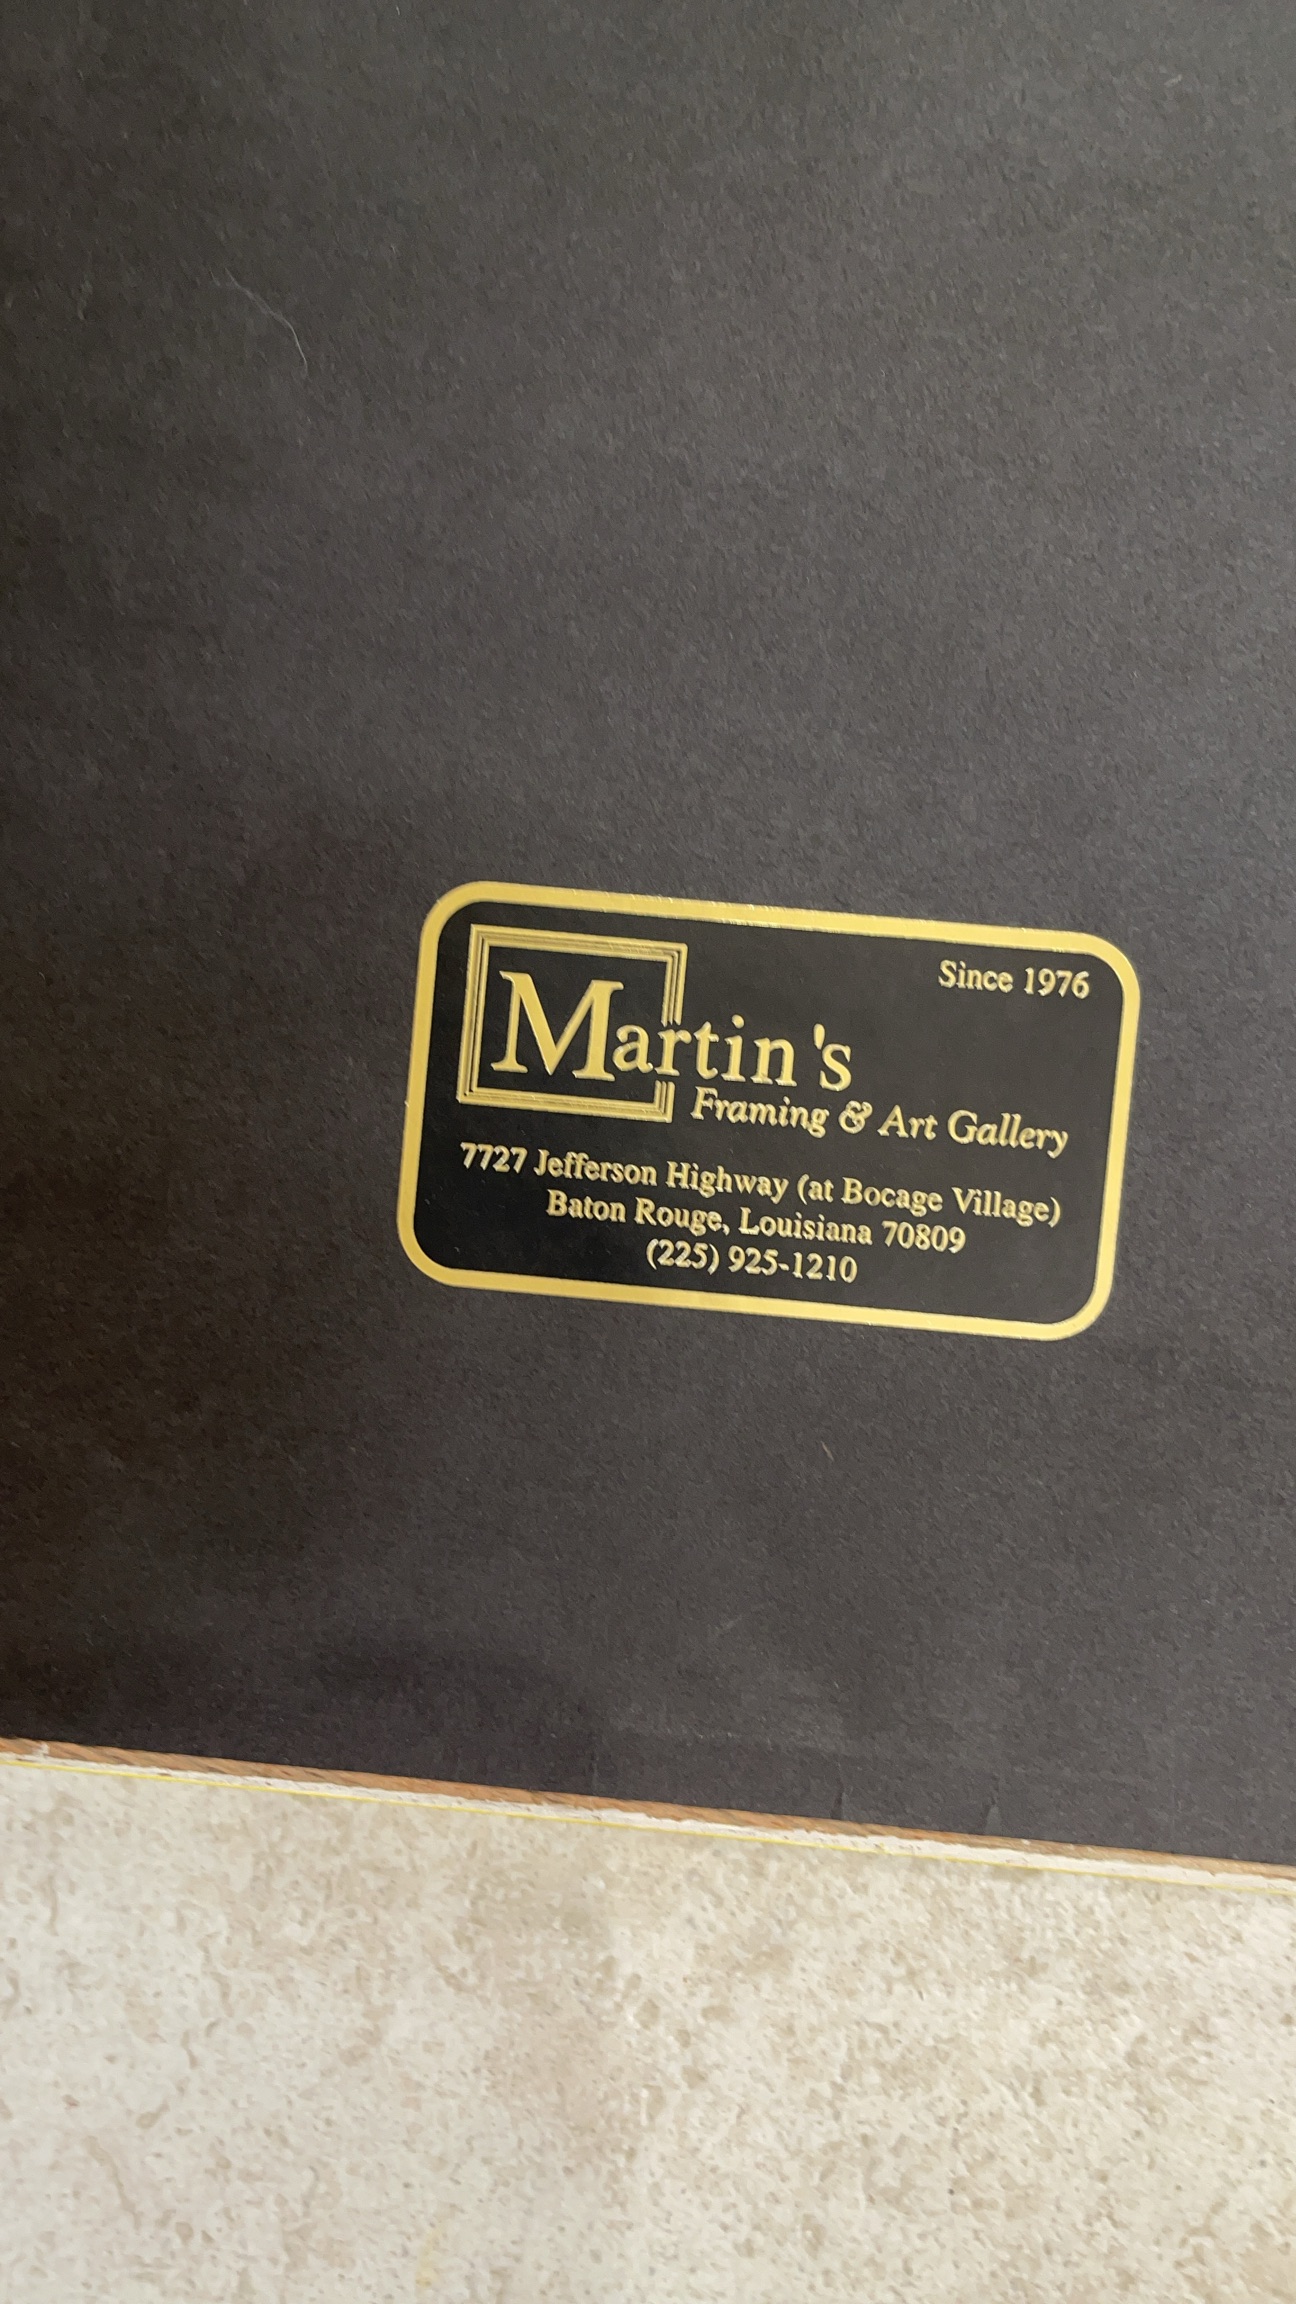 Since 1976
Martin's
Framing & Art Gallery
7727 Jefferson Highway (at Bocage Village)
Baton Rouge, Louisiana 70809
(225) 925-1210